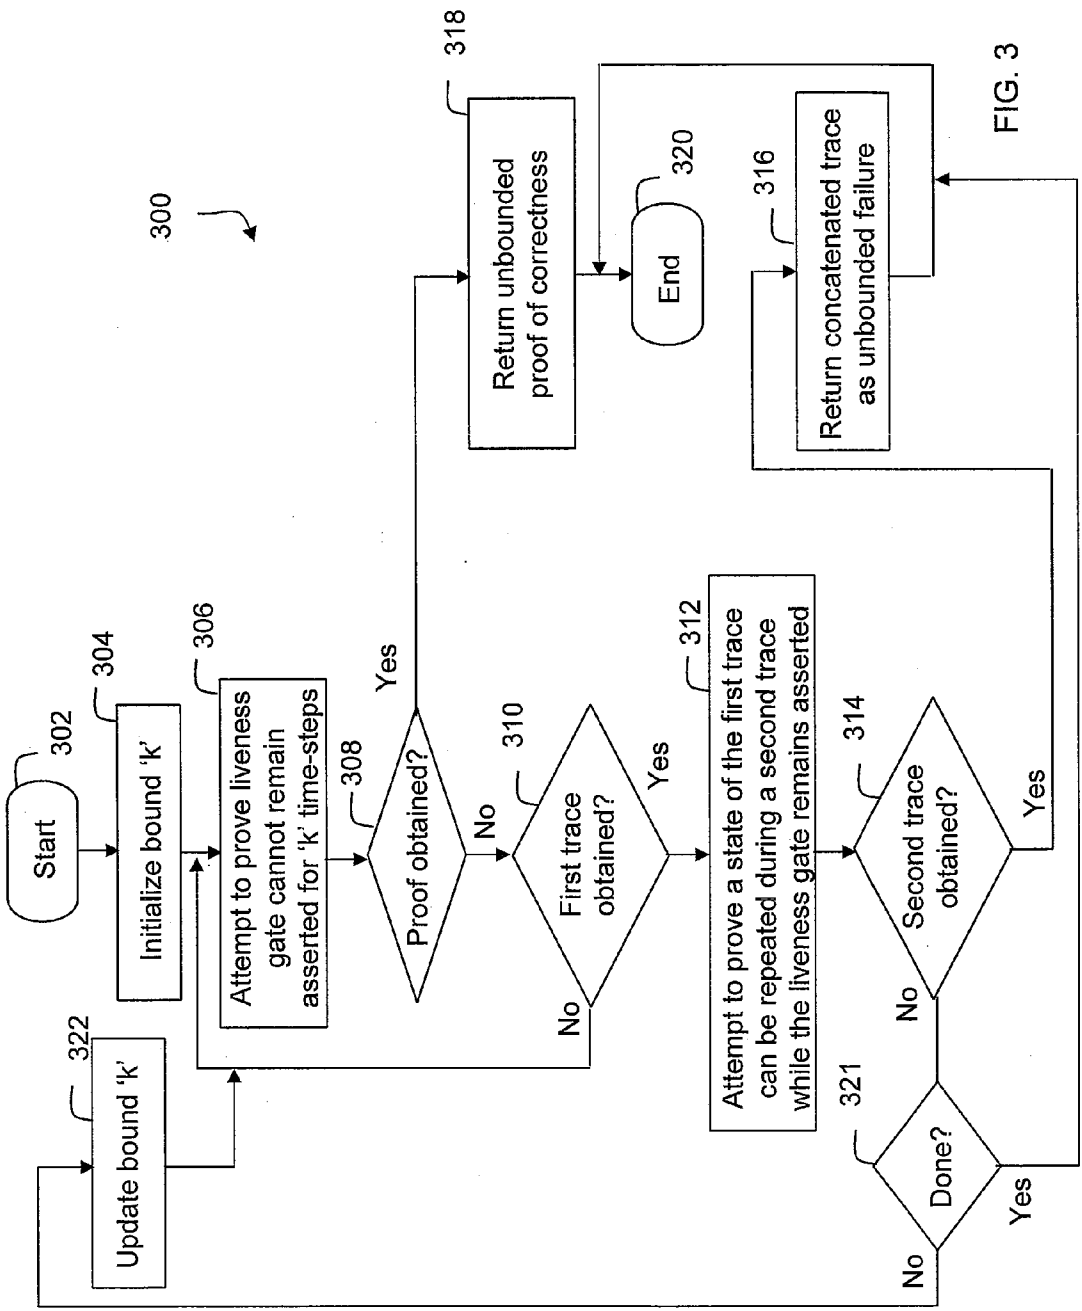 300
Start
302
304
Initialize bound ‘k’
322
Update bound ‘k’
306
Attempt to prove liveness
gate cannot remain
asserted for ‘k’ time-steps
308
Proof obtained?
Yes
No
318
Return unbounded
proof of correctness
310
First trace
obtained?
No
Yes
320
End
312
Attempt to prove a state of the first trace
can be repeated during a second trace
while the liveness gate remains asserted
314
Second trace
obtained?
No
Yes
316
Return concatenated trace
as unbounded failure
321
Done?
No
Yes
FIG. 3